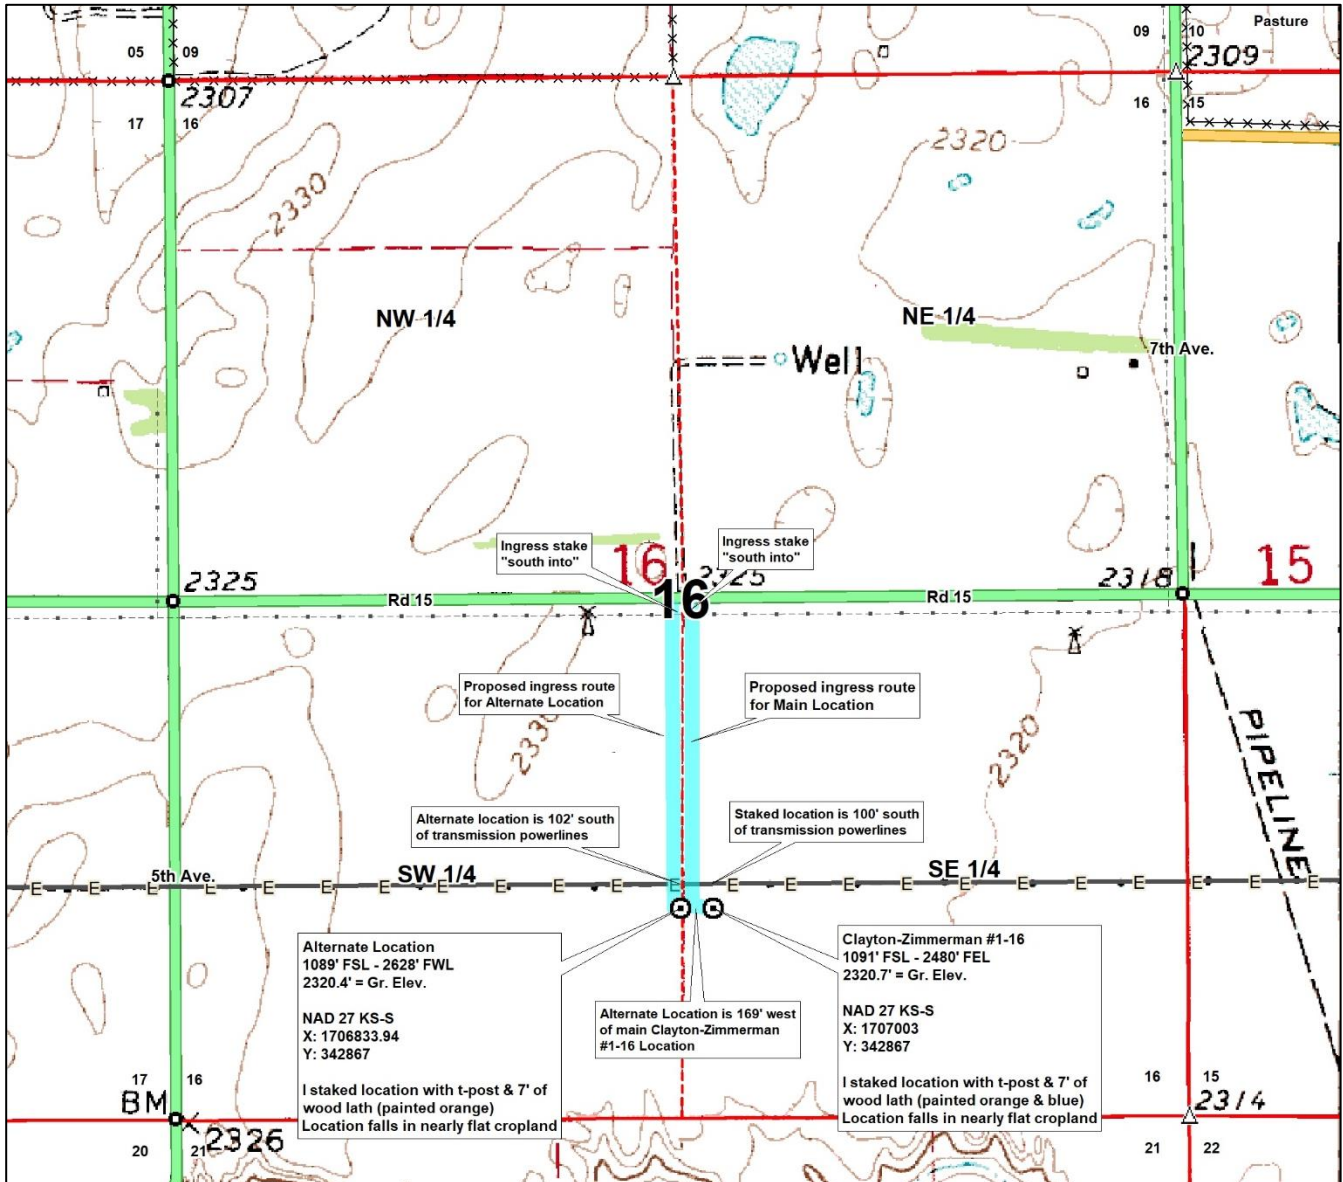 Pasture
05 09
09 10
2307
2309
17 16
16 15
2320
2330
NW 1/4
NE 1/4
7th Ave.
Well
Ingress stake
"south into"
Ingress stake
"south into"
16
2325
2325
2318
15
16
Rd 15
Rd 15
Proposed ingress route
for Alternate Location
Proposed ingress route
for Main Location
2330
2320
PIPELINE
Alternate location is 102' south
of transmission powerlines
Staked location is 100' south
of transmission powerlines
5th Ave.
SW 1/4
SE 1/4
E E E E E E E E E E E E E E E E E E E E E E E
Alternate Location
1089' FSL - 2628' FWL
2320.4' = Gr. Elev.
NAD 27 KS-S
X: 1706833.94
Y: 342867
I staked location with t-post & 7' of
wood lath (painted orange)
Location falls in nearly flat cropland
Alternate Location is 169' west
of main Clayton-Zimmerman
#1-16 Location
Clayton-Zimmerman #1-16
1091' FSL - 2480' FEL
2320.7' = Gr. Elev.
NAD 27 KS-S
X: 1707003
Y: 342867
I staked location with t-post & 7' of
wood lath (painted orange & blue)
Location falls in nearly flat cropland
17 16
16 15
BM
2326
2314
20 21
21 22